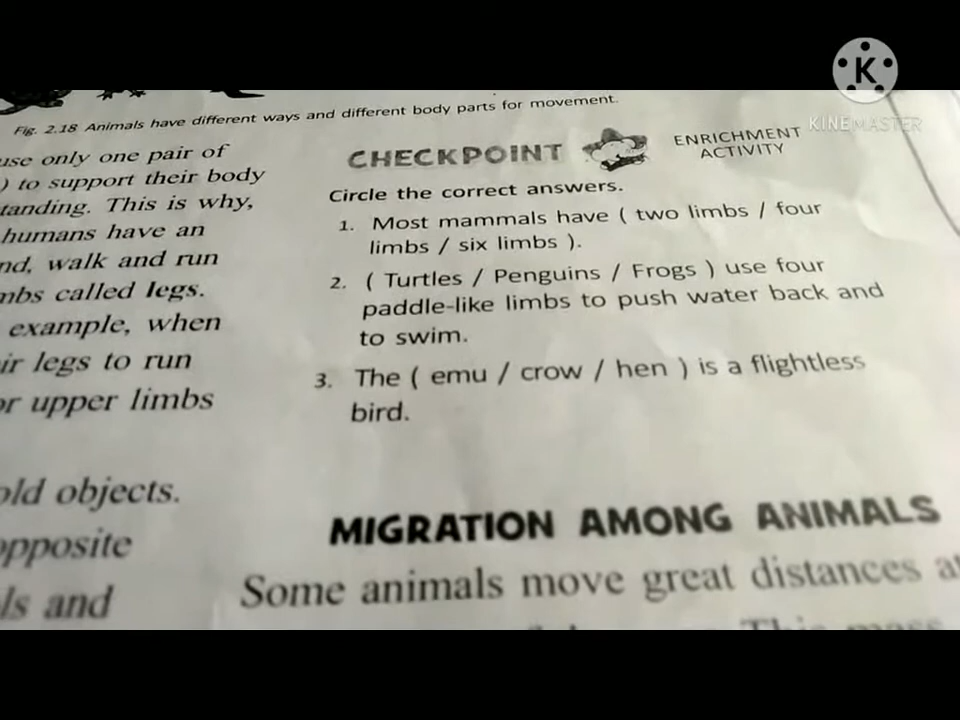 K
KINEMASTER
Fig. 2.18 Animals have different ways and different body parts for movement.
use only one pair of
) to support their body
tanding. This is why,
humans have an
nd, walk and run
mbs called legs.
example, when
ir legs to run
or upper limbs
old objects.
opposite
ls and
CHECKPOINT
ENRICHMENT
ACTIVITY
Circle the correct answers.
1. Most mammals have ( two limbs / four
limbs / six limbs ).
2. ( Turtles / Penguins / Frogs ) use four
paddle-like limbs to push water back and
to swim.
3. The ( emu / crow / hen ) is a flightless
bird.
MIGRATION AMONG ANIMALS
Some animals move great distances at